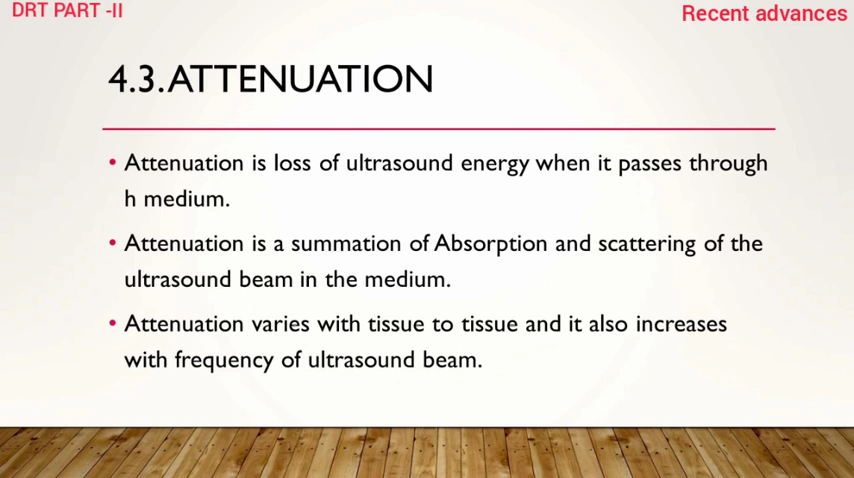 DRT PART -II
Recent advances
4.3.ATTENUATION
• Attenuation is loss of ultrasound energy when it passes through
h medium.
• Attenuation is a summation of Absorption and scattering of the
ultrasound beam in the medium.
• Attenuation varies with tissue to tissue and it also increases
with frequency of ultrasound beam.